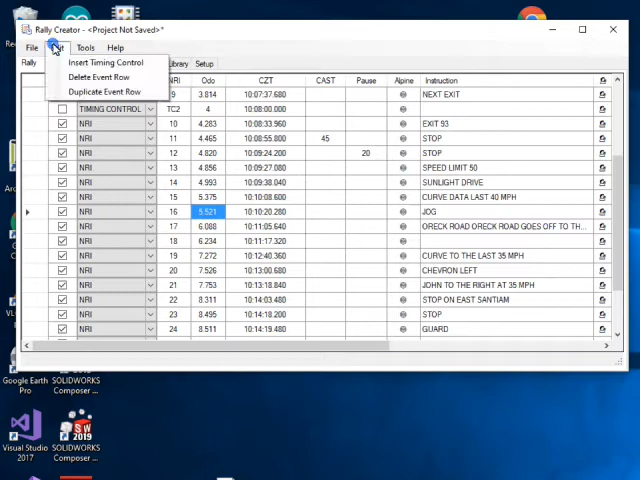 Rally Creator - <Project Not Saved>*
File Tools Help
Rally Library Setup
Insert Timing Control
Delete Event Row
Duplicate Event Row
NRI Odo CZT CAST Pause Alpine Instruction
9 3.814 10:07:37.680 NEXT EXIT
TIMING CONTROL TC2 4 10:08:00.000
NRI 10 4.283 10:08:33.960 EXIT 93
NRI 11 4.465 10:08:55.800 45 STOP
NRI 12 4.820 10:09:24.200 20 STOP
NRI 13 4.856 10:09:27.080 SPEED LIMIT 50
NRI 14 4.993 10:09:38.040 SUNLIGHT DRIVE
NRI 15 5.375 10:10:08.600 CURVE DATA LAST 40 MPH
NRI 16 5.521 10:10:20.280 JOG
NRI 17 6.088 10:11:05.640 ORECK ROAD ORECK ROAD GOES OFF TO TH...
NRI 18 6.234 10:11:17.320
NRI 19 7.272 10:12:40.360 CURVE TO THE LAST 35 MPH
NRI 20 7.526 10:13:00.680 CHEVRON LEFT
NRI 21 7.753 10:13:18.840 JOHN TO THE RIGHT AT 35 MPH
NRI 22 8.311 10:14:03.480 STOP ON EAST SANTIAM
NRI 23 8.495 10:14:18.200 STOP
NRI 24 8.511 10:14:19.480 GUARD
Google Earth Pro
SOLIDWORKS Composer ...
Visual Studio 2017
SW 2019
SOLIDWORKS Composer ...